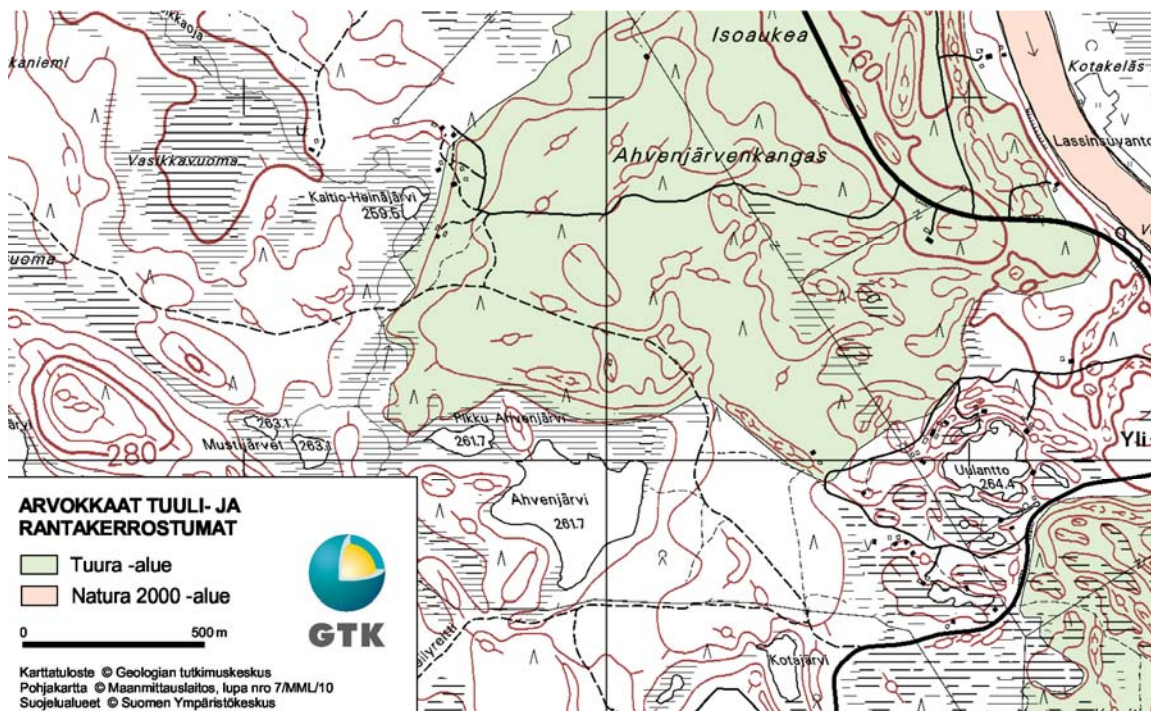 Isoaukea
260
kaniemi
Kotakeläs
Lassinsuvanto
Ahvenjärvenkangas
Vasikkavuoma
Kaltio-Heinäjärvi
259.5
uoma
Pikku Ahvenjärvi
263.1
261.7
Mustijärvet
263.1
280
Yli
Uulantto
264.4
Ahvenjärvi
261.7
Kotajärvi
ARVOKKAAT TUULI- JA
RANTAKERROSTUMAT
Tuura -alue
Natura 2000 -alue
0 500 m
GTK
Karttatuloste © Geologian tutkimuskeskus
Pohjakartta © Maanmittauslaitos, lupa nro 7/MML/10
Suojelualueet © Suomen Ympäristökeskus